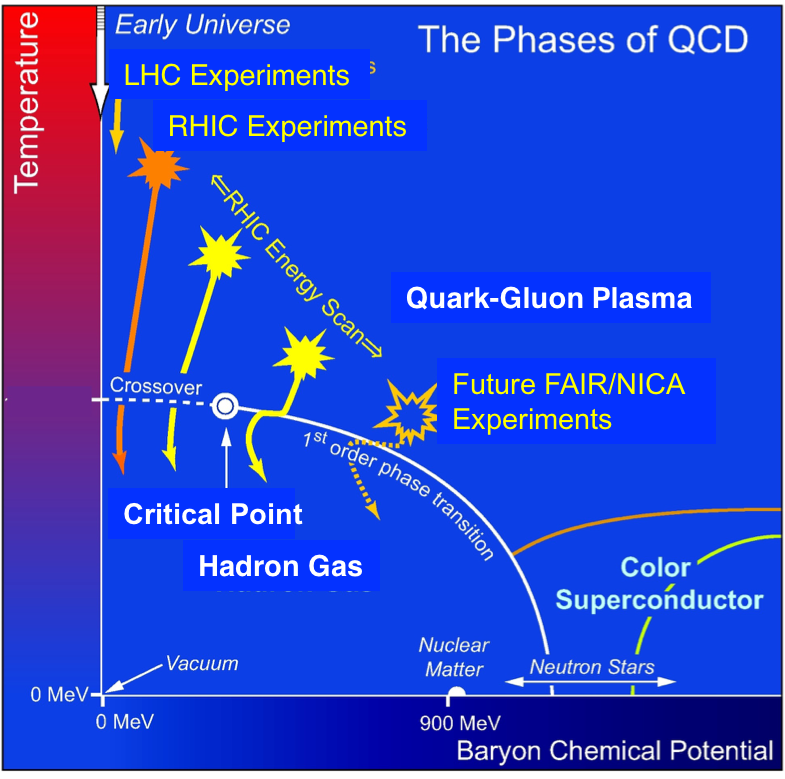 Early Universe
The Phases of QCD
Temperature
LHC Experiments
s
RHIC Experiments
⇐RHIC Energy Scan⇒
Quark-Gluon Plasma
Future FAIR/NICA
Experiments
Crossover
1st order phase transition
Critical Point
Hadron Gas
Color
Superconductor
Nuclear
Matter
Vacuum
Neutron Stars
0 MeV
0 MeV
900 MeV
Baryon Chemical Potential